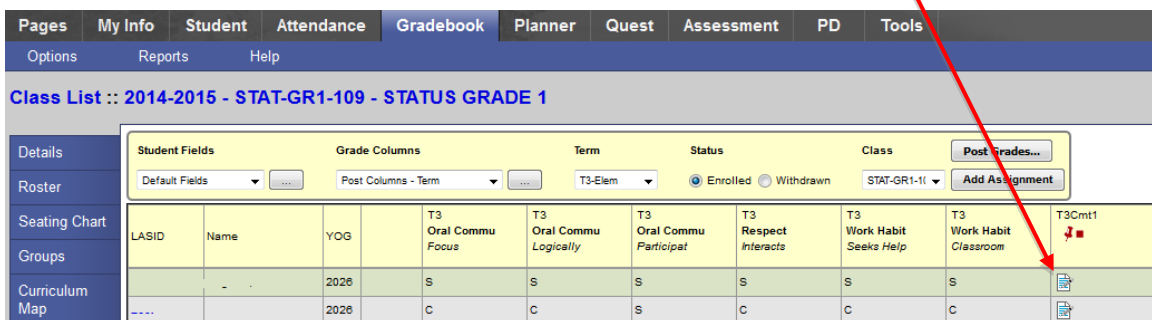 Pages My Info Student Attendance Gradebook Planner Quest Assessment PD Tools
Options Reports Help
Class List :: 2014-2015 - STAT-GR1-109 - STATUS GRADE 1
Details
Roster
Seating Chart
Groups
Curriculum
Map
Student Fields Grade Columns Term Status Class Post Grades...
Default Fields ... Post Columns - Term ... T3-Elem Enrolled Withdrawn STAT-GR1-1( Add Assignment
LASID Name YOG
T3 Oral Commu Focus
T3 Oral Commu Logically
T3 Oral Commu Participat
T3 Respect Interacts
T3 Work Habit Seeks Help
T3 Work Habit Classroom
T3Cmt1
2026 S S S S S S
2026 C C S C C C